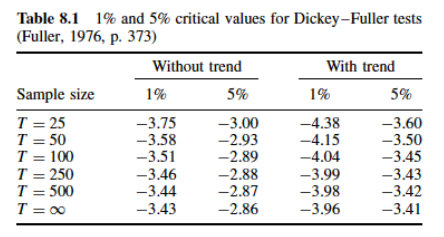 Table 8.1 1% and 5% critical values for Dickey–Fuller tests
(Fuller, 1976, p. 373)
Without trend With trend
Sample size 1% 5% 1% 5%
T = 25 −3.75 −3.00 −4.38 −3.60
T = 50 −3.58 −2.93 −4.15 −3.50
T = 100 −3.51 −2.89 −4.04 −3.45
T = 250 −3.46 −2.88 −3.99 −3.43
T = 500 −3.44 −2.87 −3.98 −3.42
T = ∞ −3.43 −2.86 −3.96 −3.41